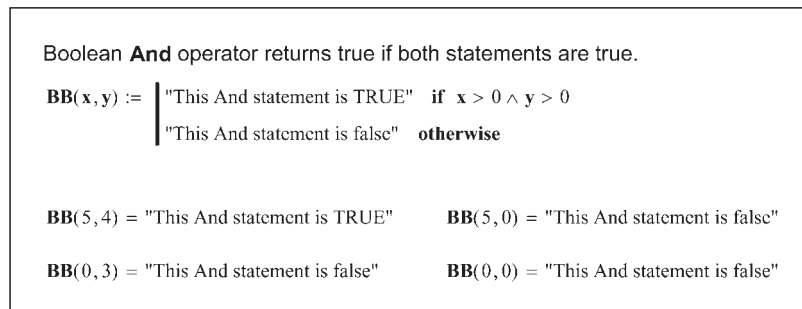 Boolean And operator returns true if both statements are true.
BB(x,y) := "This And statement is TRUE" if x > 0 ∧ y > 0
"This And statement is false" otherwise
BB(5,4) = "This And statement is TRUE" BB(5,0) = "This And statement is false"
BB(0,3) = "This And statement is false" BB(0,0) = "This And statement is false"